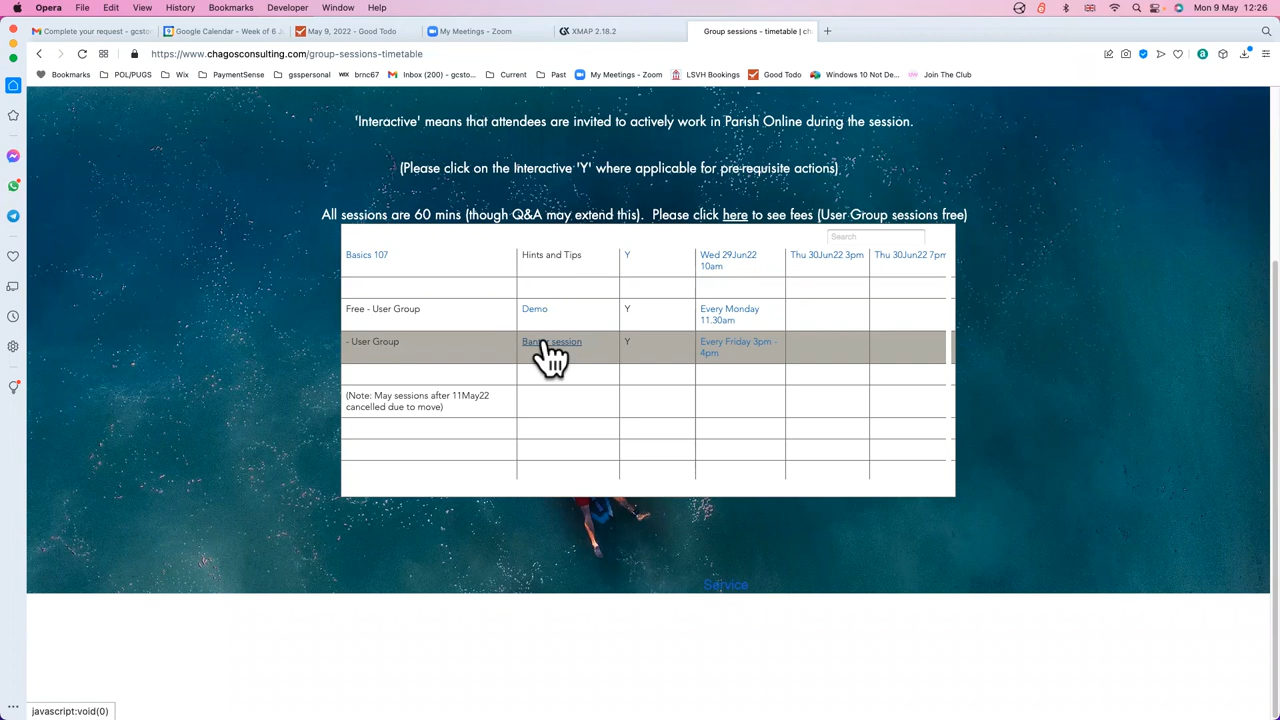 Opera File Edit View History Bookmarks Developer Window Interact Help Mon 9 May 12:26
Complete your request - gcsto Google Calendar - Week of 6 J May 9, 2022 - Good Todo My Meetings - Zoom XMAP 2.18.2 Group sessions - timetable | ch
https://www.chagosconsulting.com/group-sessions-timetable
Bookmarks POL/PUGS Wix PaymentSense gsspersonal WIX brnc67 Inbox (200) - gcsto... Current Past My Meetings - Zoom LSVH Bookings Good Todo Windows 10 Not De... Join The Club
'Interactive' means that attendees are invited to actively work in Parish Online during the session.
(Please click on the Interactive 'Y' where applicable for pre-requisite actions)
All sessions are 60 mins (though Q&A may extend this). Please click here to see fees (User Group sessions free)
Search
Basics 107 Hints and Tips Y Wed 29Jun22 Thu 30Jun22 3pm Thu 30Jun22 7pm
10am
Free - User Group Demo Y Every Monday
11.30am
- User Group session Y Every Friday 3pm -
4pm
(Note: May sessions after 11May22
cancelled due to move)
Service
javascript:void(0)